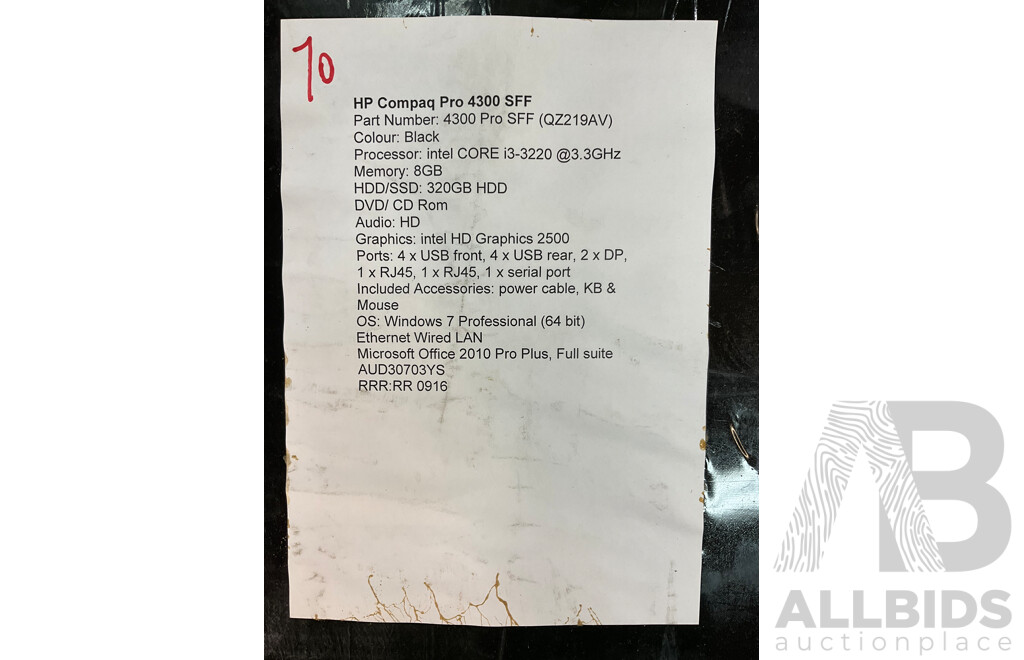 10
HP Compaq Pro 4300 SFF
Part Number: 4300 Pro SFF (QZ219AV)
Colour: Black
Processor: intel CORE i3-3220 @3.3GHz
Memory: 8GB
HDD/SSD: 320GB HDD
DVD/ CD Rom
Audio: HD
Graphics: intel HD Graphics 2500
Ports: 4 x USB front, 4 x USB rear, 2 x DP,
1 x RJ45, 1 x RJ45, 1 x serial port
Included Accessories: power cable, KB &
Mouse
OS: Windows 7 Professional (64 bit)
Ethernet Wired LAN
Microsoft Office 2010 Pro Plus, Full suite
AUD30703YS
RRR:RR 0916
AB
ALLBIDS
auctionplace